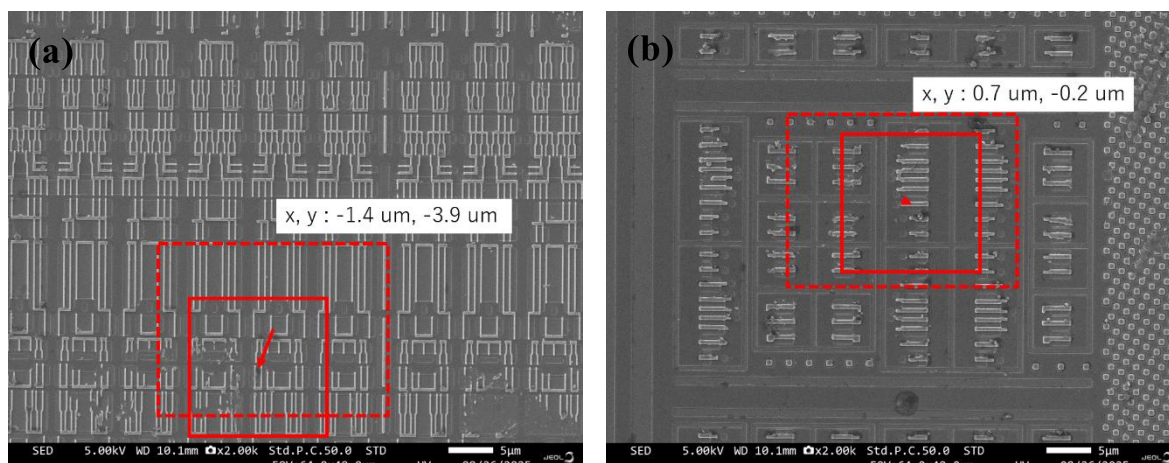 (a)
x, y : -1.4 um, -3.9 um
SED 5.00kV WD 10.1mm x2.00k Std.P.C.50.0 STD 5µm
JEOL
(b)
x, y : 0.7 um, -0.2 um
SED 5.00kV WD 10.1mm x2.00k Std.P.C.50.0 STD 5µm
JEOL